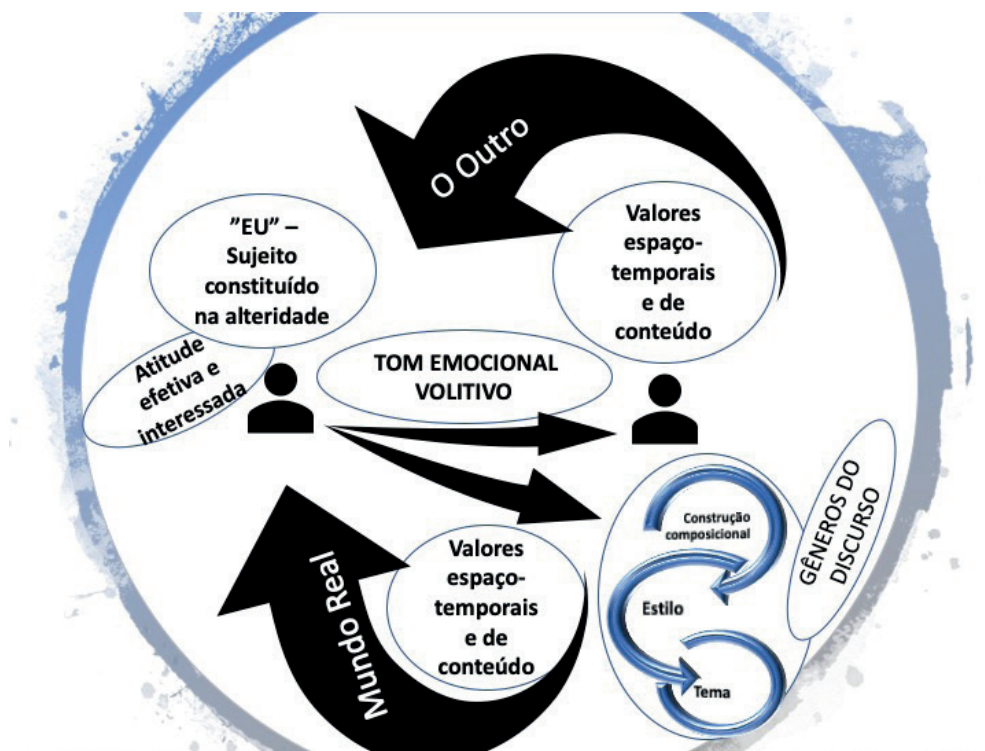 O Outro
”EU” –
Sujeito
constituído
na alteridade
Valores
espaço-
temporais
e de
conteúdo
Atitude
efetiva e
interessada
TOM EMOCIONAL
VOLITIVO
Construção
composicional
Estilo
Tema
GÊNEROS DO
DISCURSO
Mundo Real
Valores
espaço-
temporais
e de
conteúdo